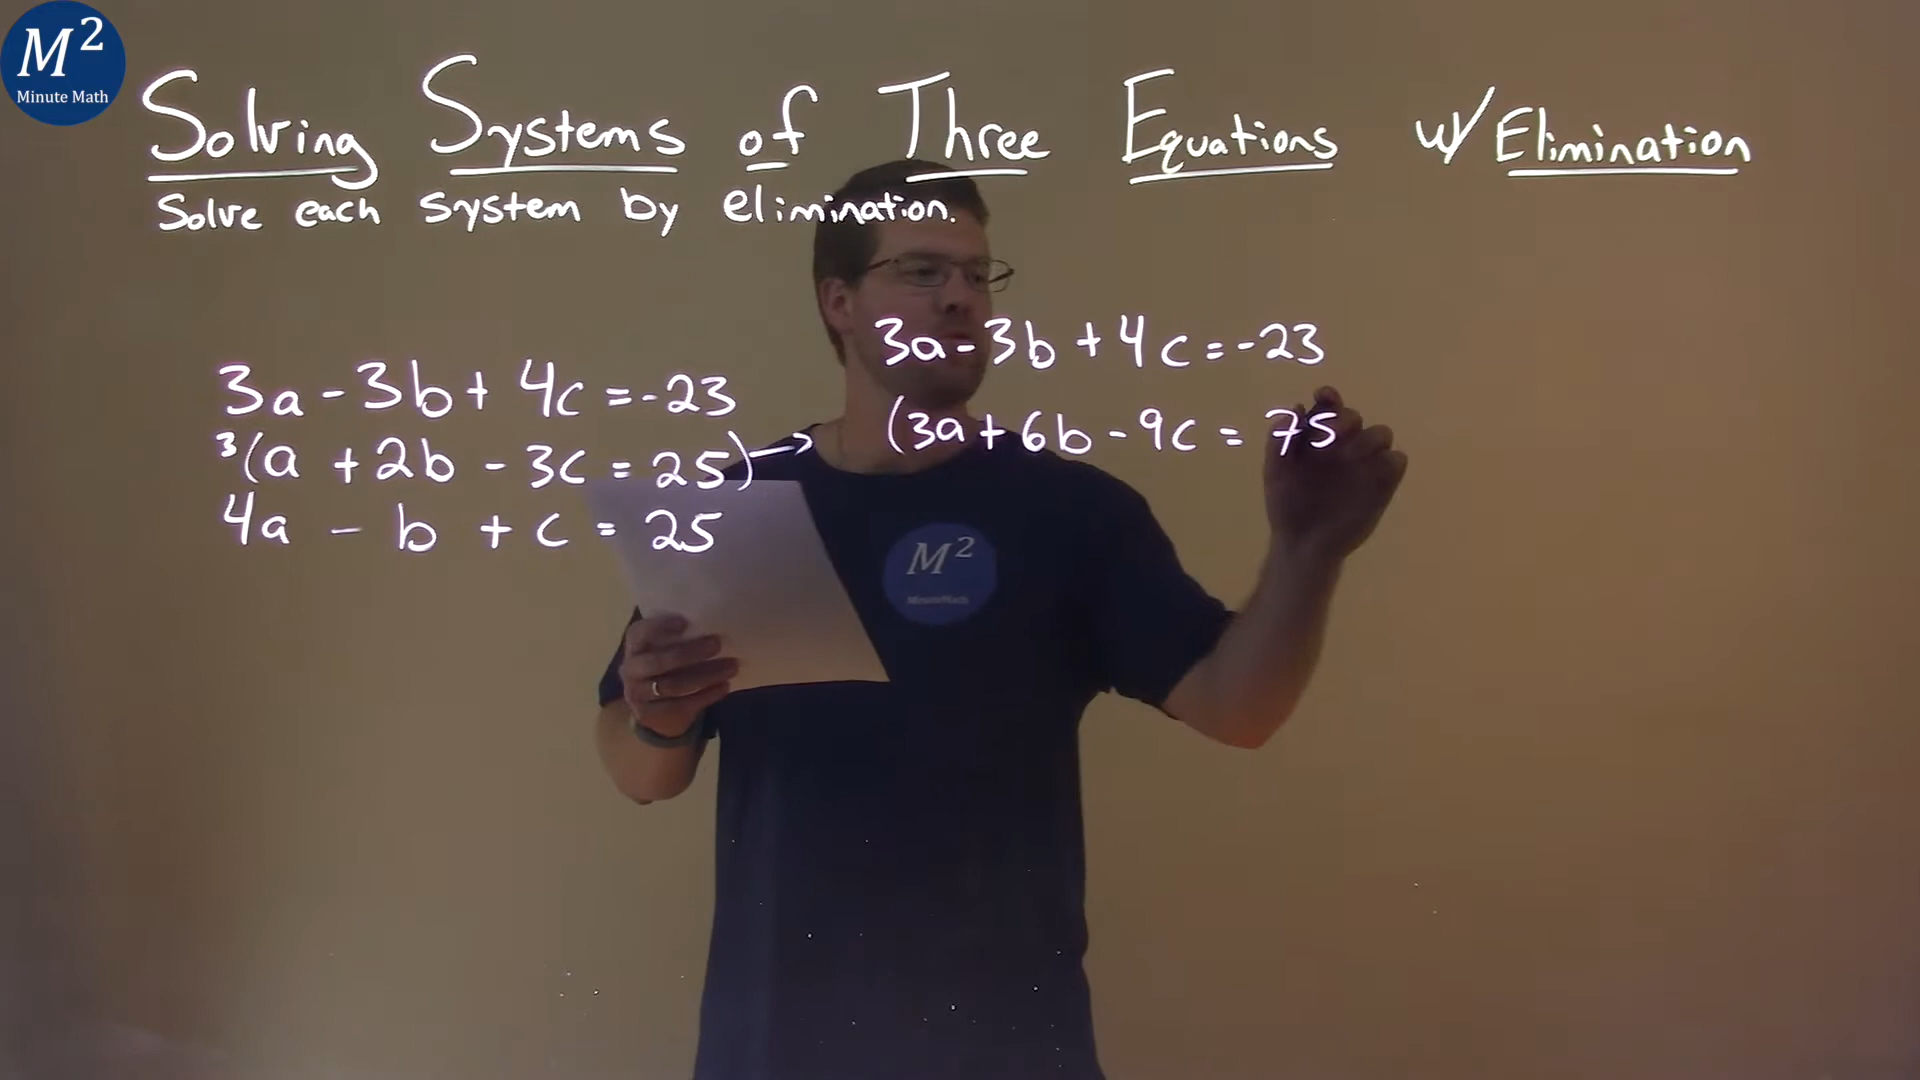 M²
Minute Math
Solving Systems of Three Equations w/ Elimination
Solve each system by elimination.
3a - 3b + 4c = -23
3(a + 2b - 3c = 25) →
4a - b + c = 25
3a - 3b + 4c = -23
(3a + 6b - 9c = 75
M²
MinuteMath